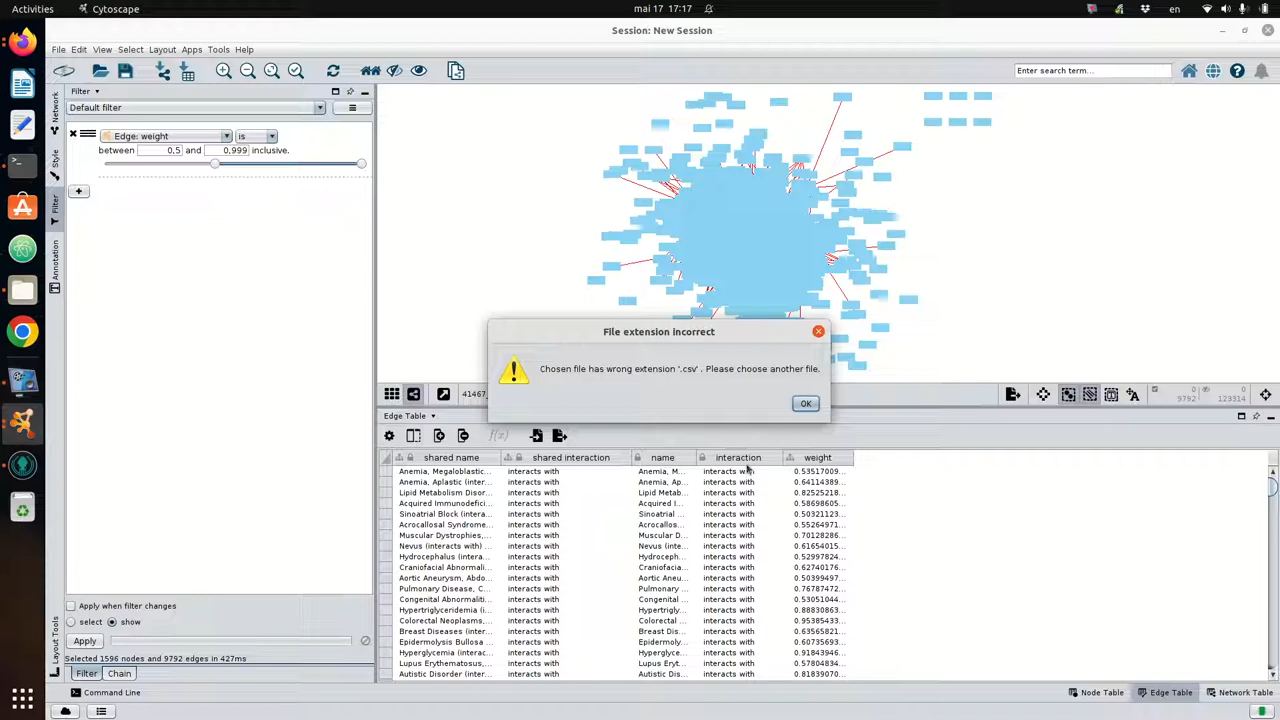 Activities Cytoscape mai 17 17:17 en
Session: New Session
File Edit View Select Layout Apps Tools Help
Enter search term...
Filter
Default filter
Edge: weight is
between 0.5 and 0.999 inclusive.
Network
Style
Filter
Annotation
Layout Tools
File extension incorrect
Chosen file has wrong extension '.csv' . Please choose another file.
OK
41467_
0 0
9792 123314
Edge Table
f(x)
shared name shared interaction name interaction weight
Anemia, Megaloblastic... interacts with Anemia, M... interacts with 0.53517009...
Anemia, Aplastic (inter... interacts with Anemia, Ap... interacts with 0.64114389...
Lipid Metabolism Disor... interacts with Lipid Metab... interacts with 0.82525218...
Acquired Immunodefici... interacts with Acquired I... interacts with 0.58698605...
Sinoatrial Block (intera... interacts with Sinoatrial ... interacts with 0.50321123...
Acrocallosal Syndrome... interacts with Acrocallos... interacts with 0.55264971...
Muscular Dystrophies,... interacts with Muscular D... interacts with 0.70128286...
Nevus (interacts with) ... interacts with Nevus (inte... interacts with 0.61654015...
Hydrocephalus (intera... interacts with Hydroceph... interacts with 0.52997824...
Craniofacial Abnormali... interacts with Craniofacia... interacts with 0.62740176...
Aortic Aneurysm, Abdo... interacts with Aortic Aneu... interacts with 0.50399497...
Pulmonary Disease, C... interacts with Pulmonary ... interacts with 0.76787472...
Congenital Abnormaliti... interacts with Congenital ... interacts with 0.53051044...
Hypertriglyceridemia (i... interacts with Hypertrigly... interacts with 0.88830863...
Colorectal Neoplasms,... interacts with Colorectal ... interacts with 0.95385433...
Breast Diseases (inter... interacts with Breast Dis... interacts with 0.63565821...
Epidermolysis Bullosa ... interacts with Epidermoly... interacts with 0.60735693...
Hyperglycemia (interac... interacts with Hyperglyce... interacts with 0.91843946...
Lupus Erythematosus,... interacts with Lupus Eryt... interacts with 0.57804834...
Autistic Disorder (inter... interacts with Autistic Dis... interacts with 0.81839070...
Apply when filter changes
select show
Apply
Selected 1596 nodes and 9792 edges in 427ms
Filter Chain
Command Line
Node Table Edge Table Network Table